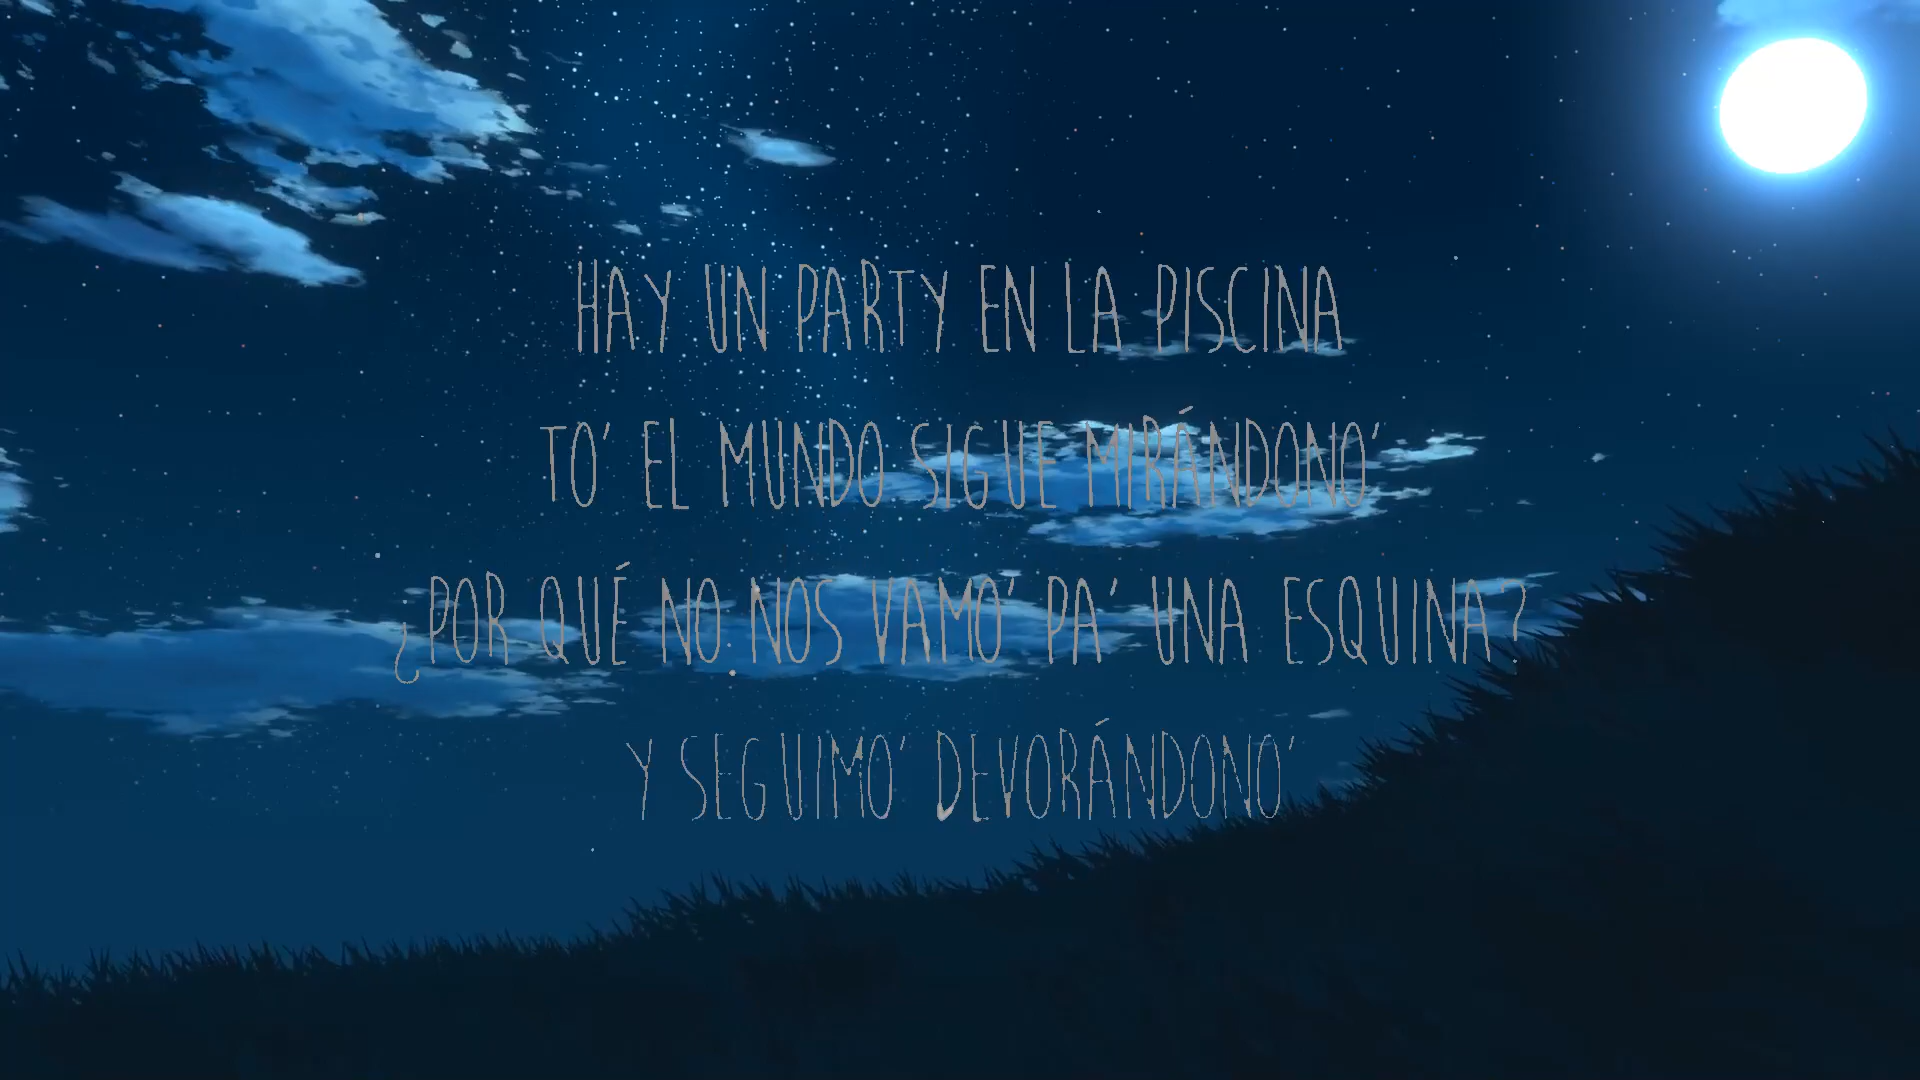 HAY UN PARTY EN LA PISCINA
TO' EL MUNDO SIGUE MIRÁNDONO'
¿POR QUÉ NO NOS VAMO' PA' UNA ESQUINA?
Y SEGUIMO' DEVORÁNDONO'